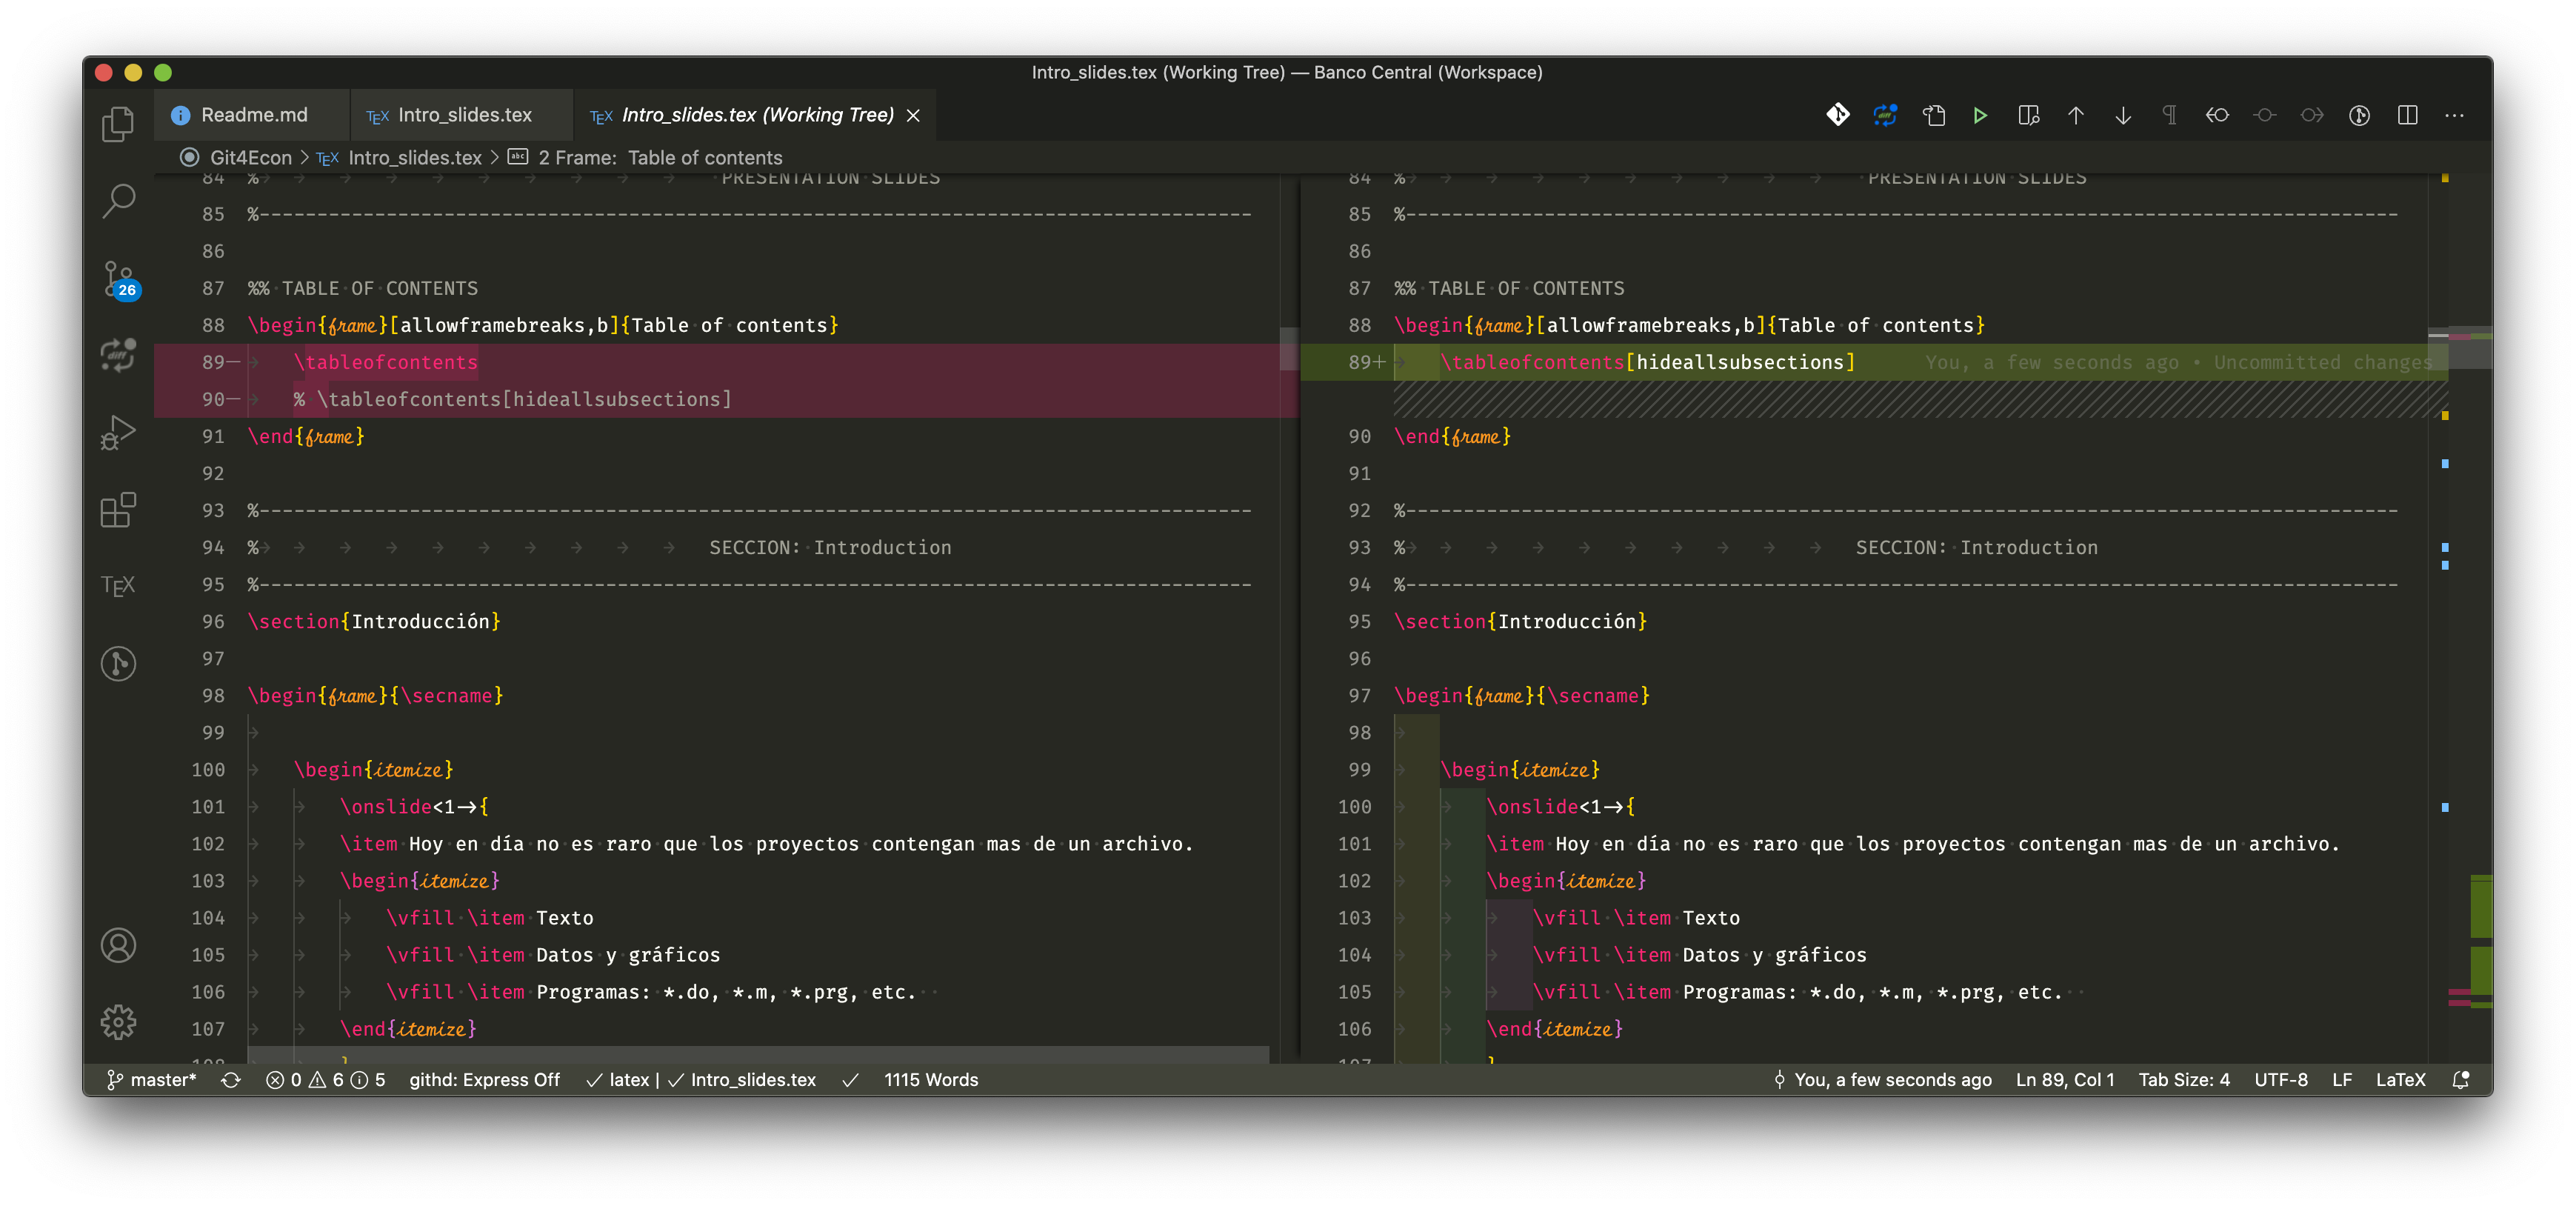 Intro_slides.tex (Working Tree) — Banco Central (Workspace)
Readme.md
TEX Intro_slides.tex
TEX Intro_slides.tex (Working Tree)
Git4Econ > TEX Intro_slides.tex > abc 2 Frame: Table of contents
26
diff
TEX
84 % PRESENTATION SLIDES
85 %--------------------------------------------------------------------------------------
86
87 %% TABLE OF CONTENTS
88 \begin{frame}[allowframebreaks,b]{Table of contents}
89— \tableofcontents
90— % \tableofcontents[hideallsubsections]
91 \end{frame}
92
93 %--------------------------------------------------------------------------------------
94 % SECCION: Introduction
95 %--------------------------------------------------------------------------------------
96 \section{Introducción}
97
98 \begin{frame}{\secname}
99
100 \begin{itemize}
101 \onslide<1->{
102 \item Hoy en día no es raro que los proyectos contengan mas de un archivo.
103 \begin{itemize}
104 \vfill \item Texto
105 \vfill \item Datos y gráficos
106 \vfill \item Programas: *.do, *.m, *.prg, etc.
107 \end{itemize}
108 }
84 % PRESENTATION SLIDES
85 %--------------------------------------------------------------------------------------
86
87 %% TABLE OF CONTENTS
88 \begin{frame}[allowframebreaks,b]{Table of contents}
89+ \tableofcontents[hideallsubsections] You, a few seconds ago • Uncommitted changes
90 \end{frame}
91
92 %--------------------------------------------------------------------------------------
93 % SECCION: Introduction
94 %--------------------------------------------------------------------------------------
95 \section{Introducción}
96
97 \begin{frame}{\secname}
98
99 \begin{itemize}
100 \onslide<1->{
101 \item Hoy en día no es raro que los proyectos contengan mas de un archivo.
102 \begin{itemize}
103 \vfill \item Texto
104 \vfill \item Datos y gráficos
105 \vfill \item Programas: *.do, *.m, *.prg, etc.
106 \end{itemize}
107 }
master* 0 6 5 githd: Express Off ✓ latex | ✓ Intro_slides.tex ✓ 1115 Words You, a few seconds ago Ln 89, Col 1 Tab Size: 4 UTF-8 LF LaTeX